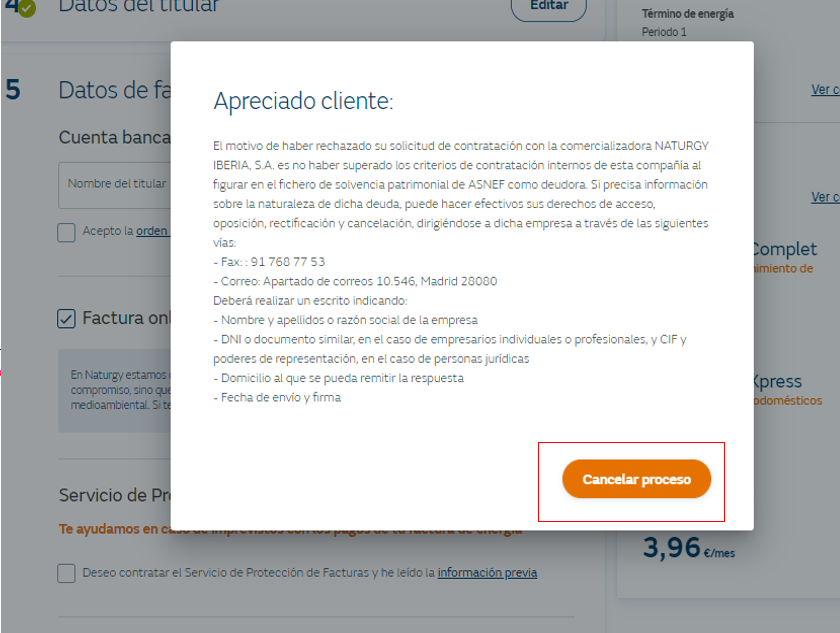 4
Datos del titular
Editar
Término de energía
Periodo 1
Ver
5
Datos de
Cuenta
Nombre del titular
Acepto la orden
Factura
En Naturgy estamos
compromiso, sino que
medioambiental. Si
Servicio de
Te ayudamos en caso de imprevistos con los pagos de tu factura de energía
Deseo contratar el Servicio de Protección de Facturas y he leído la información previa
Apreciado cliente:
El motivo de haber rechazado su solicitud de contratación con la comercializadora NATURGY
IBERIA, S.A. es no haber superado los criterios de contratación internos de esta compañía al
figurar en el fichero de solvencia patrimonial de ASNEF como deudora. Si precisa información
sobre la naturaleza de dicha deuda, puede hacer efectivos sus derechos de acceso,
oposición, rectificación y cancelación, dirigiéndose a dicha empresa a través de las siguientes
vías:
- Fax: : 91 768 77 53
- Correo: Apartado de correos 10.546, Madrid 28080
Deberá realizar un escrito indicando:
- Nombre y apellidos o razón social de la empresa
- DNI o documento similar, en el caso de empresarios individuales o profesionales, y CIF y
poderes de representación, en el caso de personas jurídicas
- Domicilio al que se pueda remitir la respuesta
- Fecha de envío y firma
Cancelar proceso
Ver
Complet
de
Xpress
3,96 €/mes